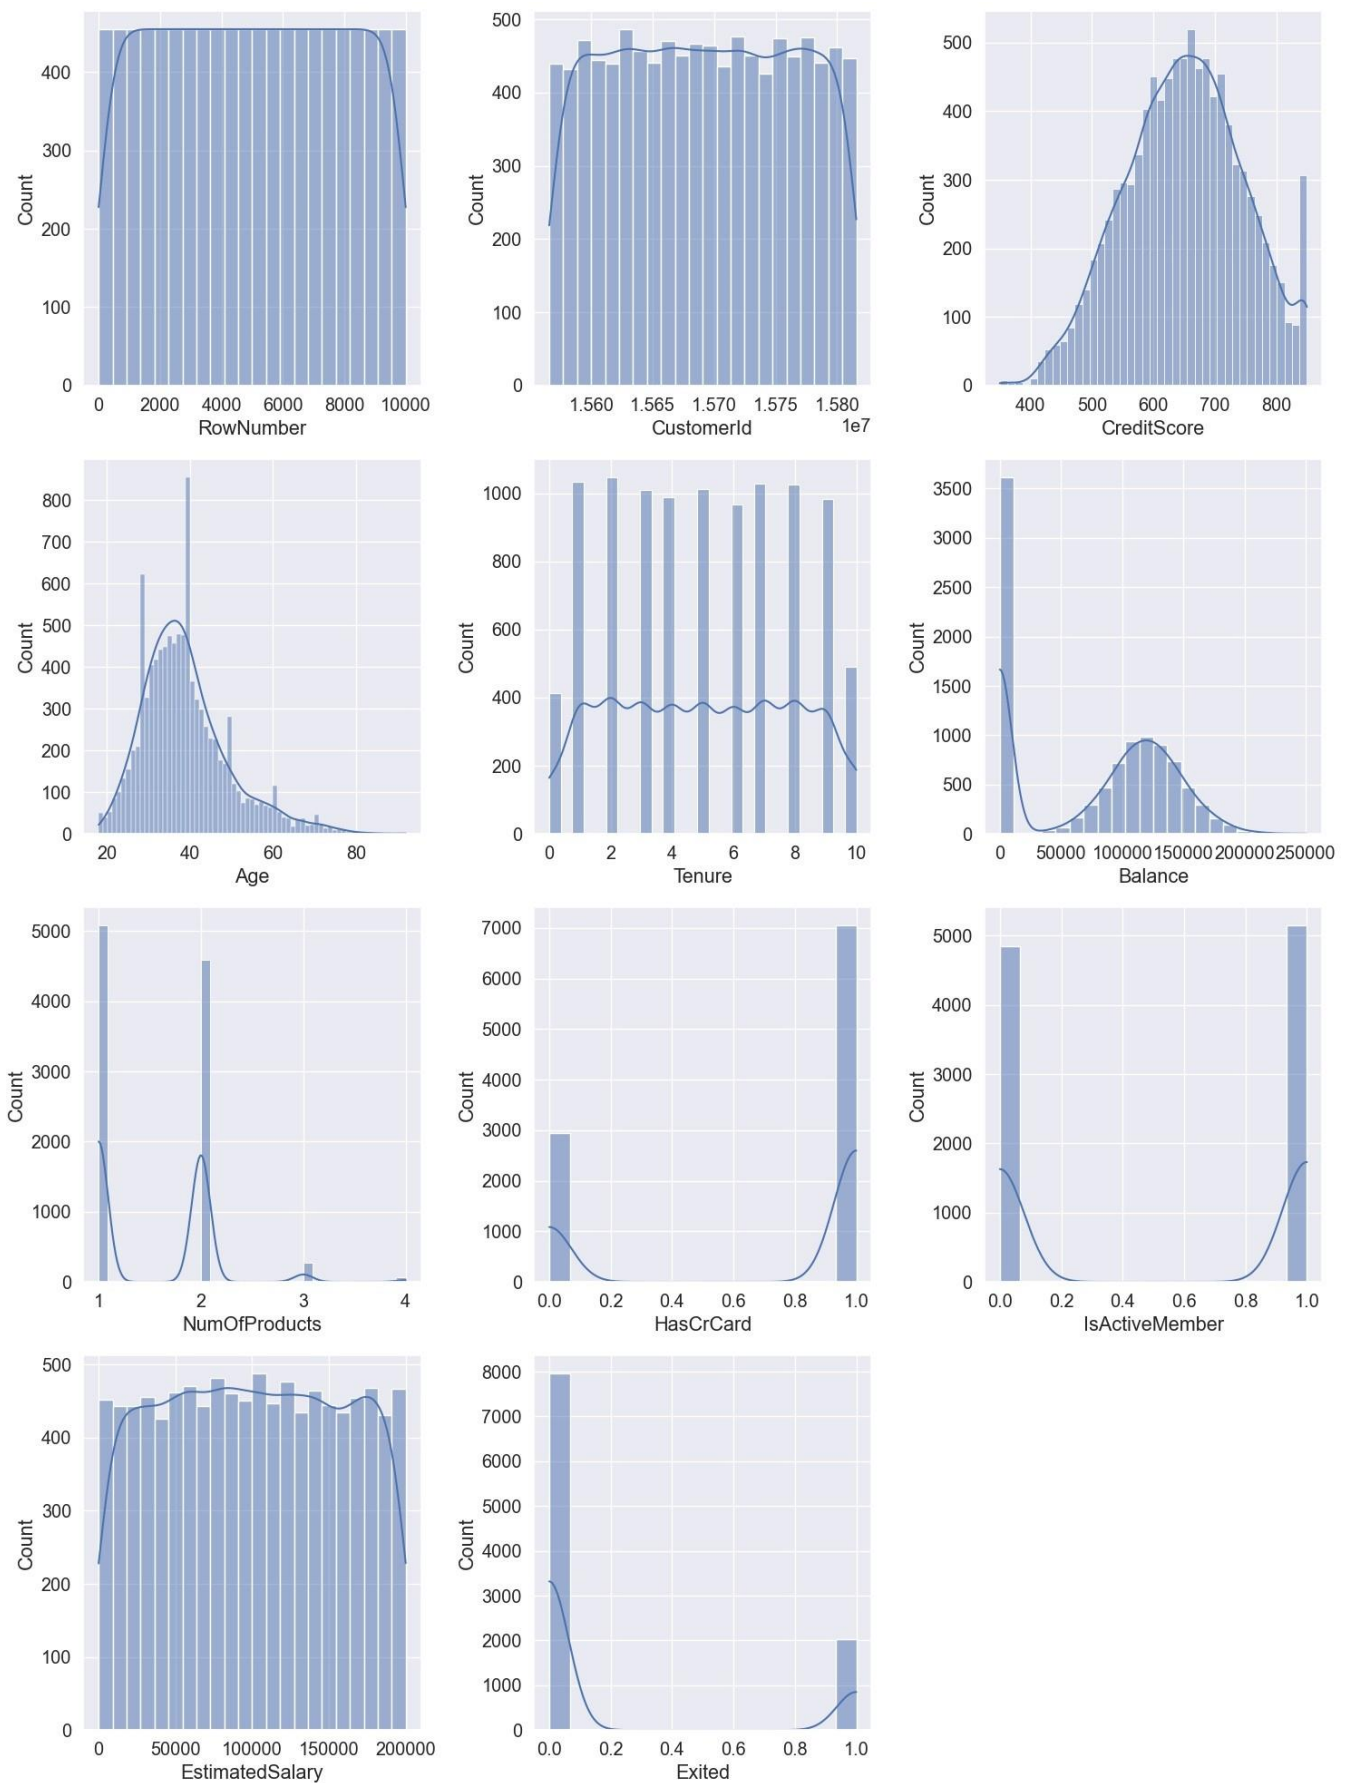 Count
400
300
200
100
0
0 2000 4000 6000 8000 10000
RowNumber
Count
500
400
300
200
100
0
1.560 1.565 1.570 1.575 1.580
1e7
CustomerId
Count
500
400
300
200
100
0
400 500 600 700 800
CreditScore
Count
800
700
600
500
400
300
200
100
0
20 40 60 80
Age
Count
1000
800
600
400
200
0
0 2 4 6 8 10
Tenure
Count
3500
3000
2500
2000
1500
1000
500
0
0 50000 100000 150000 200000 250000
Balance
Count
5000
4000
3000
2000
1000
0
1 2 3 4
NumOfProducts
Count
7000
6000
5000
4000
3000
2000
1000
0
0.0 0.2 0.4 0.6 0.8 1.0
HasCrCard
Count
5000
4000
3000
2000
1000
0
0.0 0.2 0.4 0.6 0.8 1.0
IsActiveMember
Count
500
400
300
200
100
0
0 50000 100000 150000 200000
EstimatedSalary
Count
8000
7000
6000
5000
4000
3000
2000
1000
0
0.0 0.2 0.4 0.6 0.8 1.0
Exited